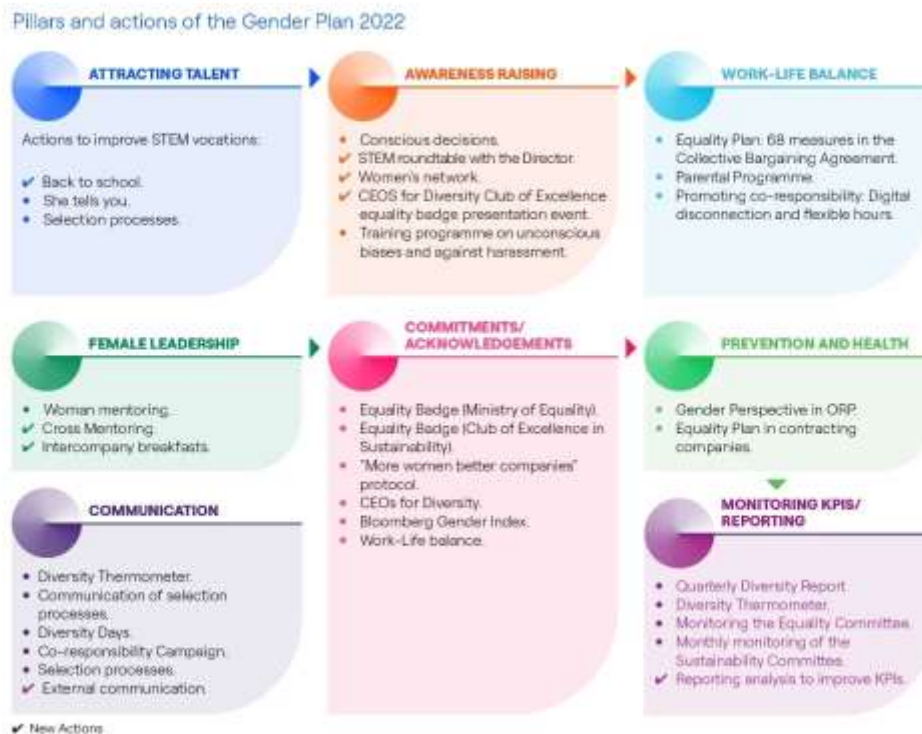 Pillars and actions of the Gender Plan 2022
ATTRACTING TALENT
Actions to improve STEM vocations:
✔ Back to school.
• She tells you.
• Selection processes.
AWARENESS RAISING
• Conscious decisions.
✔ STEM roundtable with the Director.
✔ Women's network.
✔ CEOS for Diversity Club of Excellence
equality badge presentation event.
• Training programme on unconscious
biases and against harassment.
WORK-LIFE BALANCE
• Equality Plan: 68 measures in the
Collective Bargaining Agreement.
• Parental Programme.
• Promoting co-responsibility: Digital
disconnection and flexible hours.
FEMALE LEADERSHIP
• Woman mentoring.
✔ Cross Mentoring.
✔ Intercompany breakfasts.
COMMITMENTS/
ACKNOWLEDGEMENTS
• Equality Badge (Ministry of Equality).
• Equality Badge (Club of Excellence in
Sustainability).
• "More women better companies"
protocol.
• CEOs for Diversity.
• Bloomberg Gender Index.
• Work-Life balance.
PREVENTION AND HEALTH
• Gender Perspective in ORP.
• Equality Plan in contracting
companies.
COMMUNICATION
• Diversity Thermometer.
• Communication of selection
processes.
• Diversity Days.
• Co-responsibility Campaign.
• Selection processes.
✔ External communication.
MONITORING KPIS/
REPORTING
• Quarterly Diversity Report.
• Diversity Thermometer.
• Monitoring the Equality Committee.
• Monthly monitoring of the
Sustainability Committee.
✔ Reporting analysis to improve KPIs.
✔ New Actions